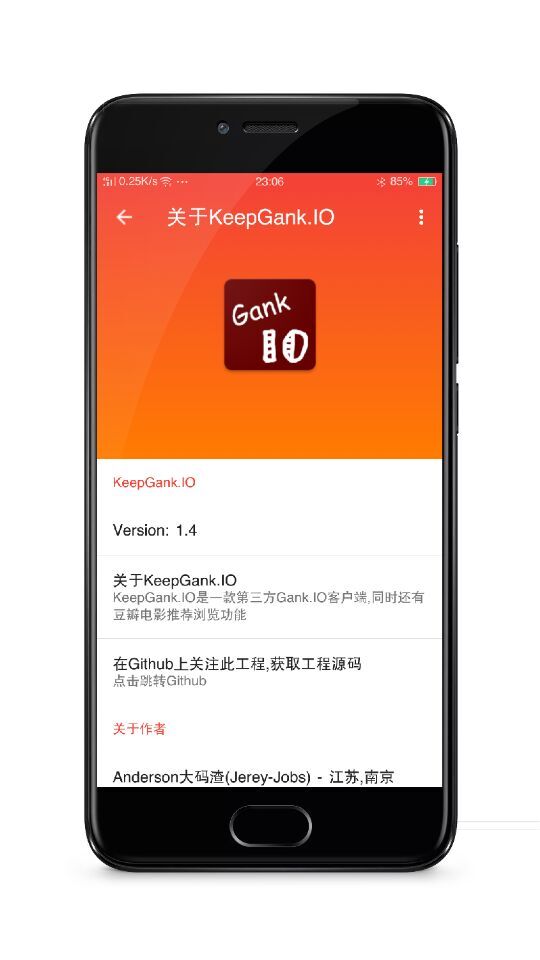 0.25K/s ···
23:06
85%
关于KeepGank.IO
Gank
IO
KeepGank.IO
Version: 1.4
关于KeepGank.IO
KeepGank.IO是一款第三方Gank.IO客户端,同时还有
豆瓣电影推荐浏览功能
在Github上关注此工程,获取工程源码
点击跳转Github
关于作者
Anderson大码渣(Jerey-Jobs) - 江苏,南京